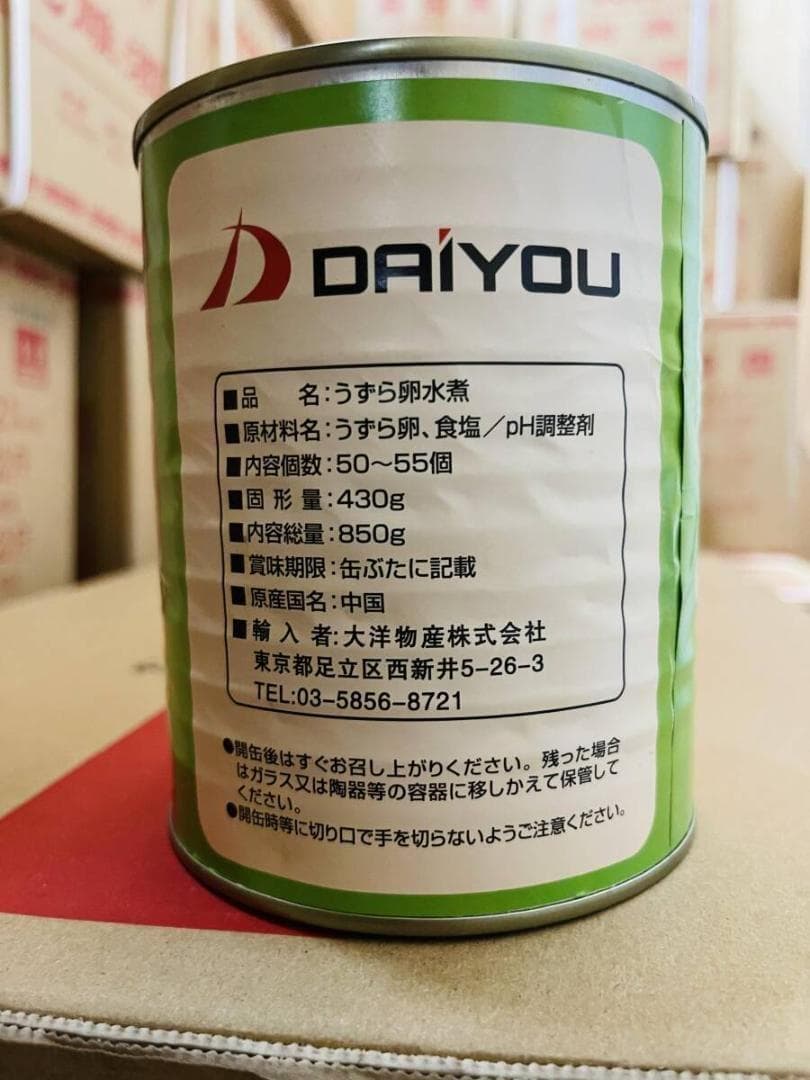 DAIYOU
■品　　名：うずら卵水煮
■原材料名：うずら卵、食塩／pH調整剤
■内容個数：50～55個
■固 形 量：430g
■内容総量：850g
■賞味期限：缶ぶたに記載
■原産国名：中国
■輸 入 者：大洋物産株式会社
東京都足立区西新井5-26-3
TEL:03-5856-8721
●開缶後はすぐお召し上がりください。残った場合
はガラス又は陶器等の容器に移しかえて保管して
ください。
●開缶時等に切り口で手を切らないようご注意ください。